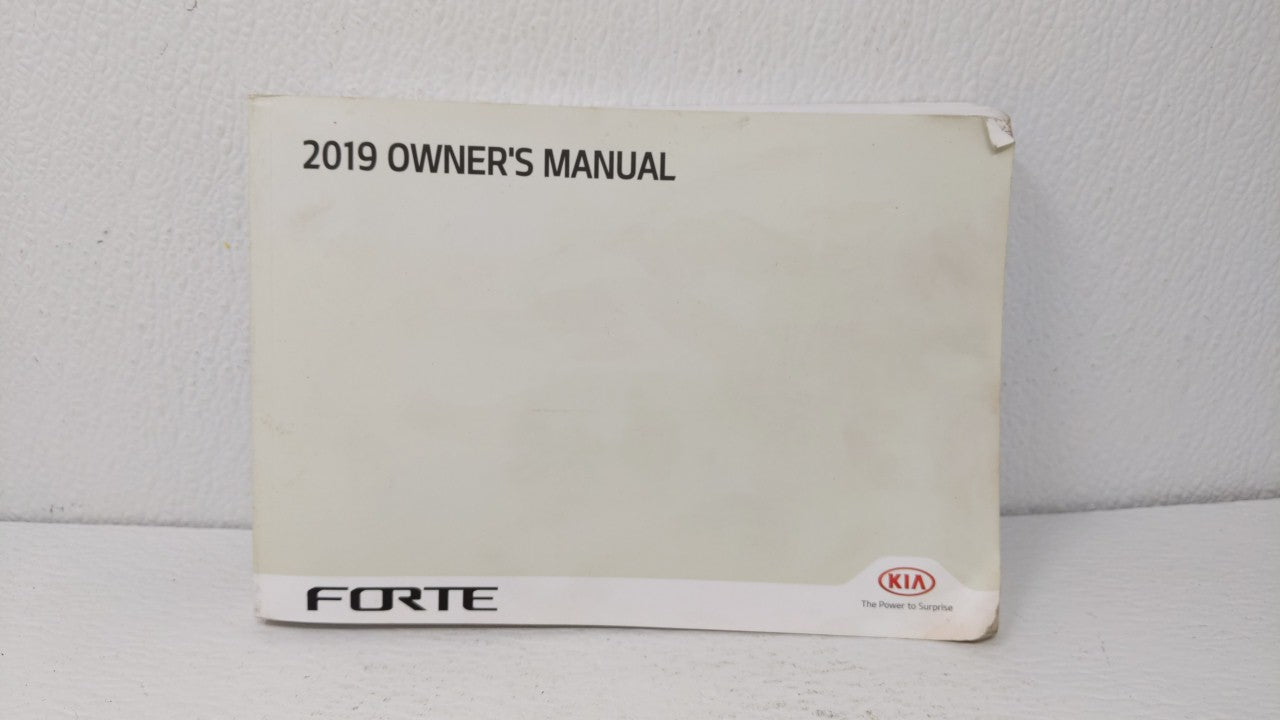 2019 OWNER'S MANUAL
FORTE
KIA
The Power to Surprise